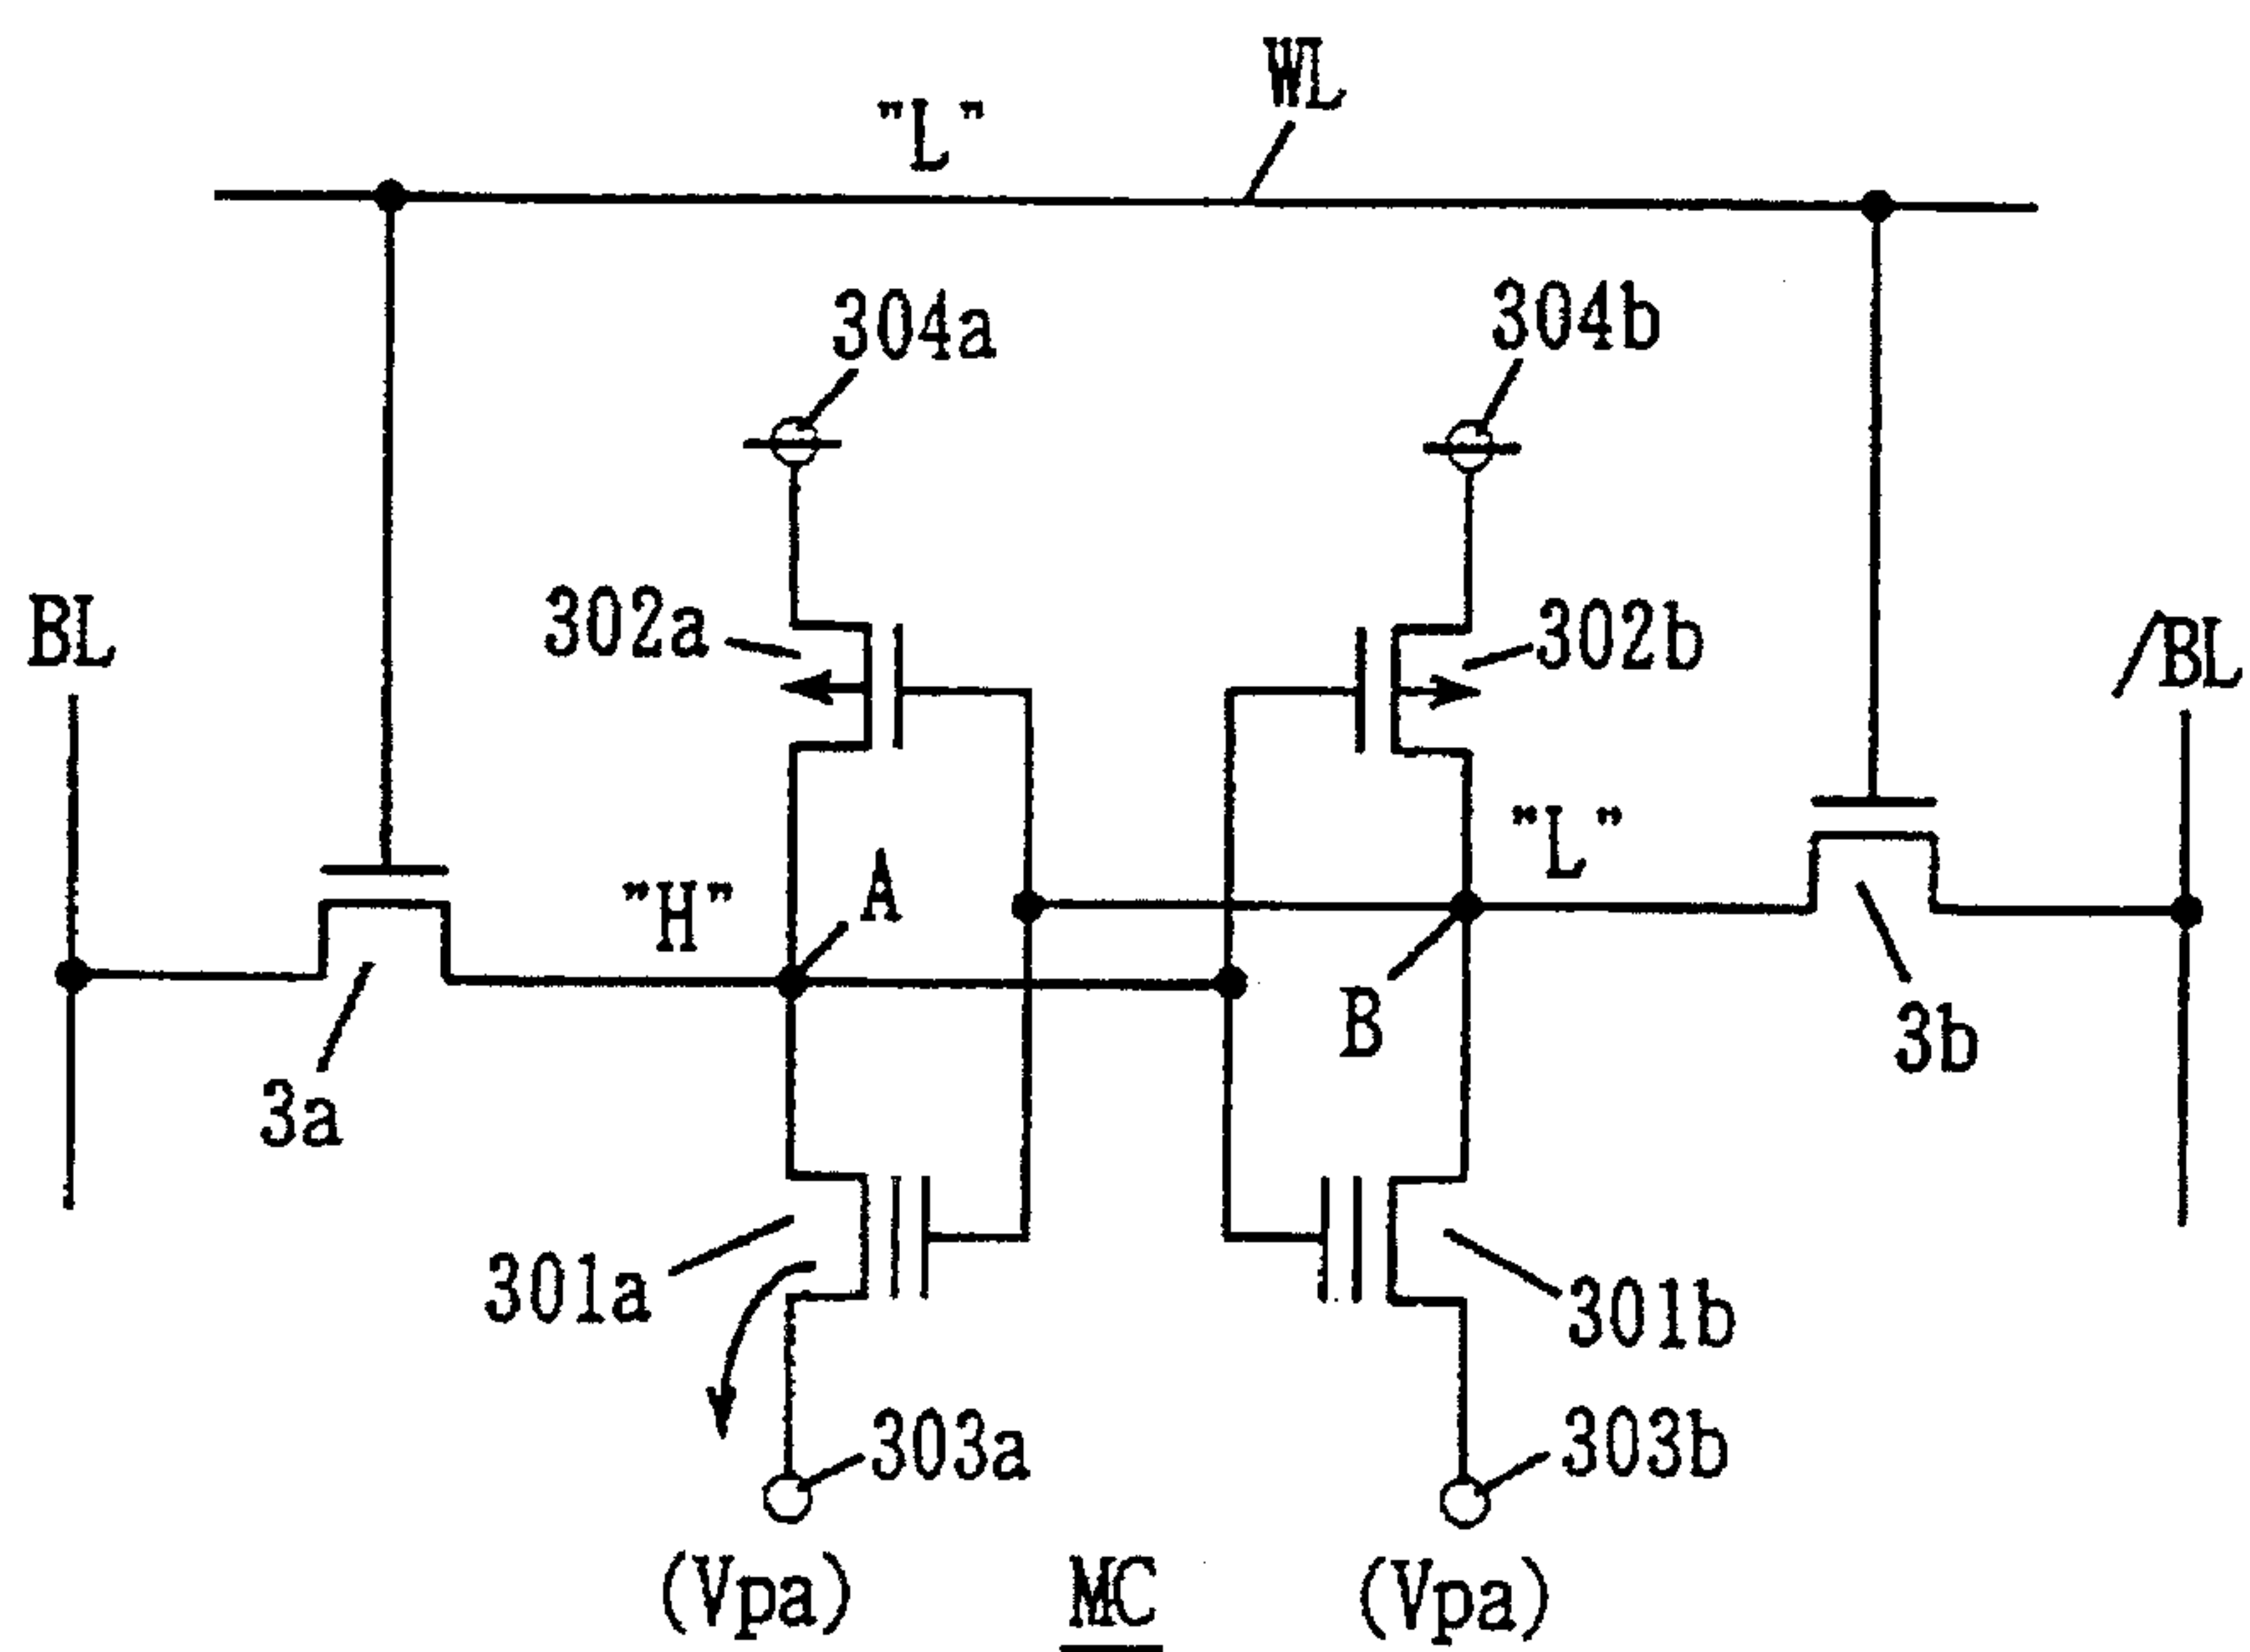 WL
"L"
304a
304b
302a
302b
BL
/BL
"L"
"H"
A
B
3a
3b
301a
301b
303a
303b
(Vpa)
MC
(Vpa)